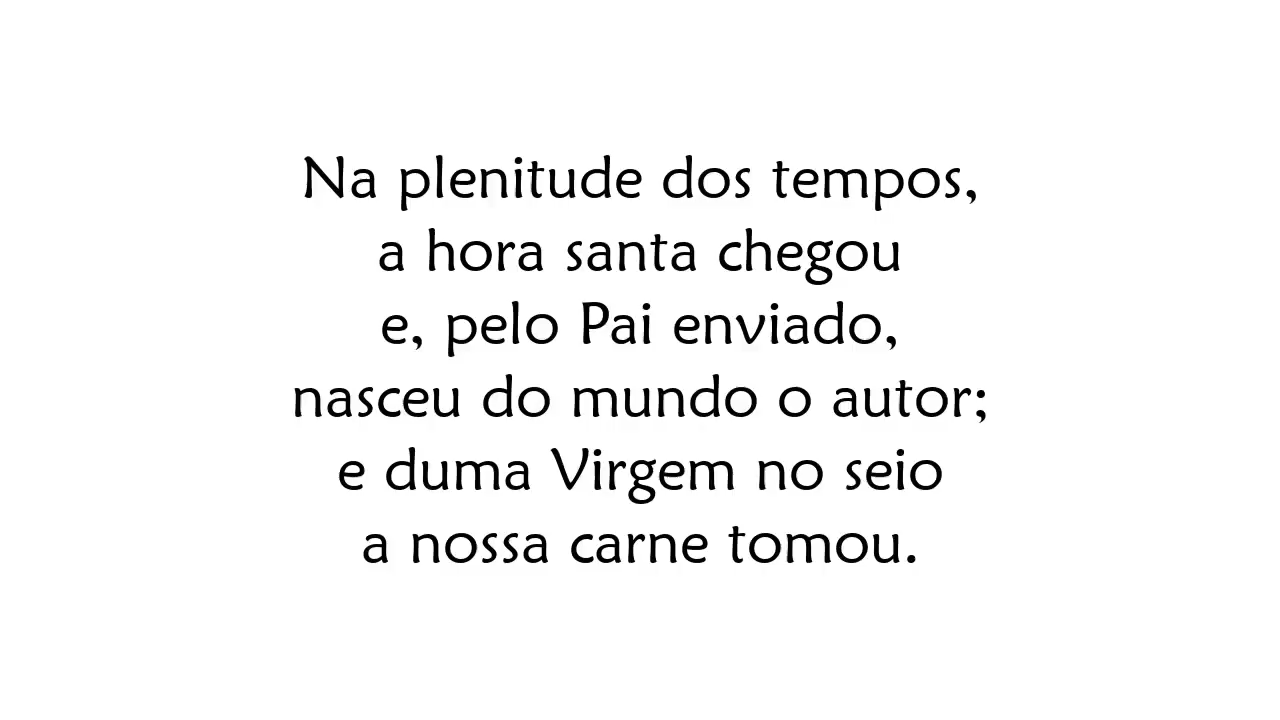 Na plenitude dos tempos,
a hora santa chegou
e, pelo Pai enviado,
nasceu do mundo o autor;
e duma Virgem no seio
a nossa carne tomou.